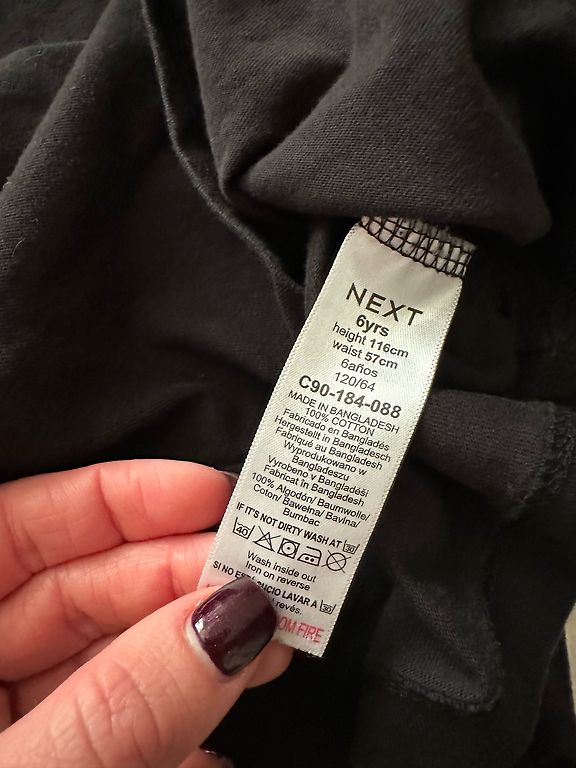 NEXT
6yrs
height 116cm
waist 57cm
6años
120/64
C90-184-088
MADE IN BANGLADESH
100% COTTON
Fabricado en Bangladés
Hergestellt in Bangladesch
Fabriqué au Bangladesh
Wyprodukowano w
Bangladeszu
Vyrobeno v Bangladéši
Fabricat în Bangladesh
100% Algodón/ Baumwolle/
Coton/ Bawełna/ Bavlna/
Bumbac
IF IT'S NOT DIRTY WASH AT 30
40
Wash inside out
Iron on reverse
SI NO ESTÁ SUCIO LAVAR A 30
revés.
OM FIRE